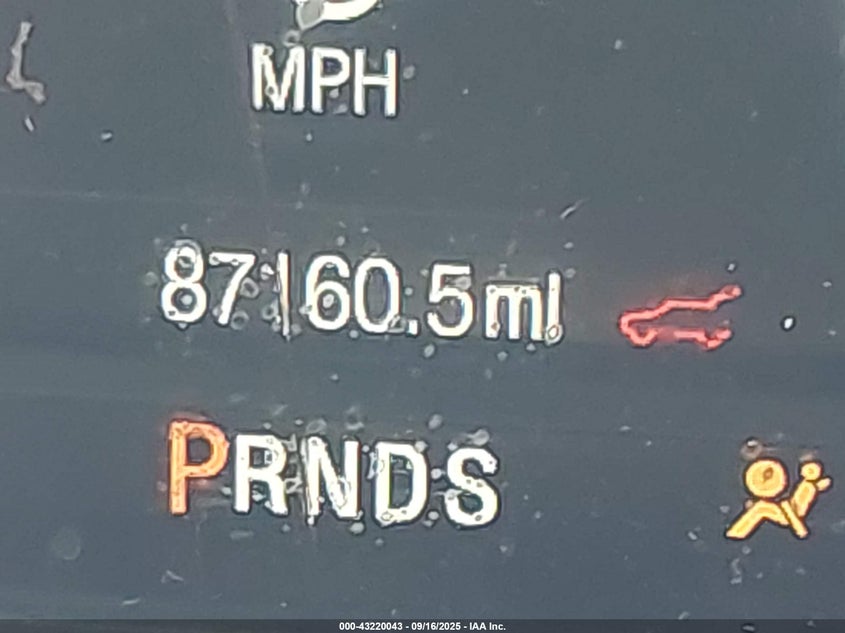 MPH
87160.5mi
PRNDS
000-43220043 - 09/16/2025 - IAA Inc.